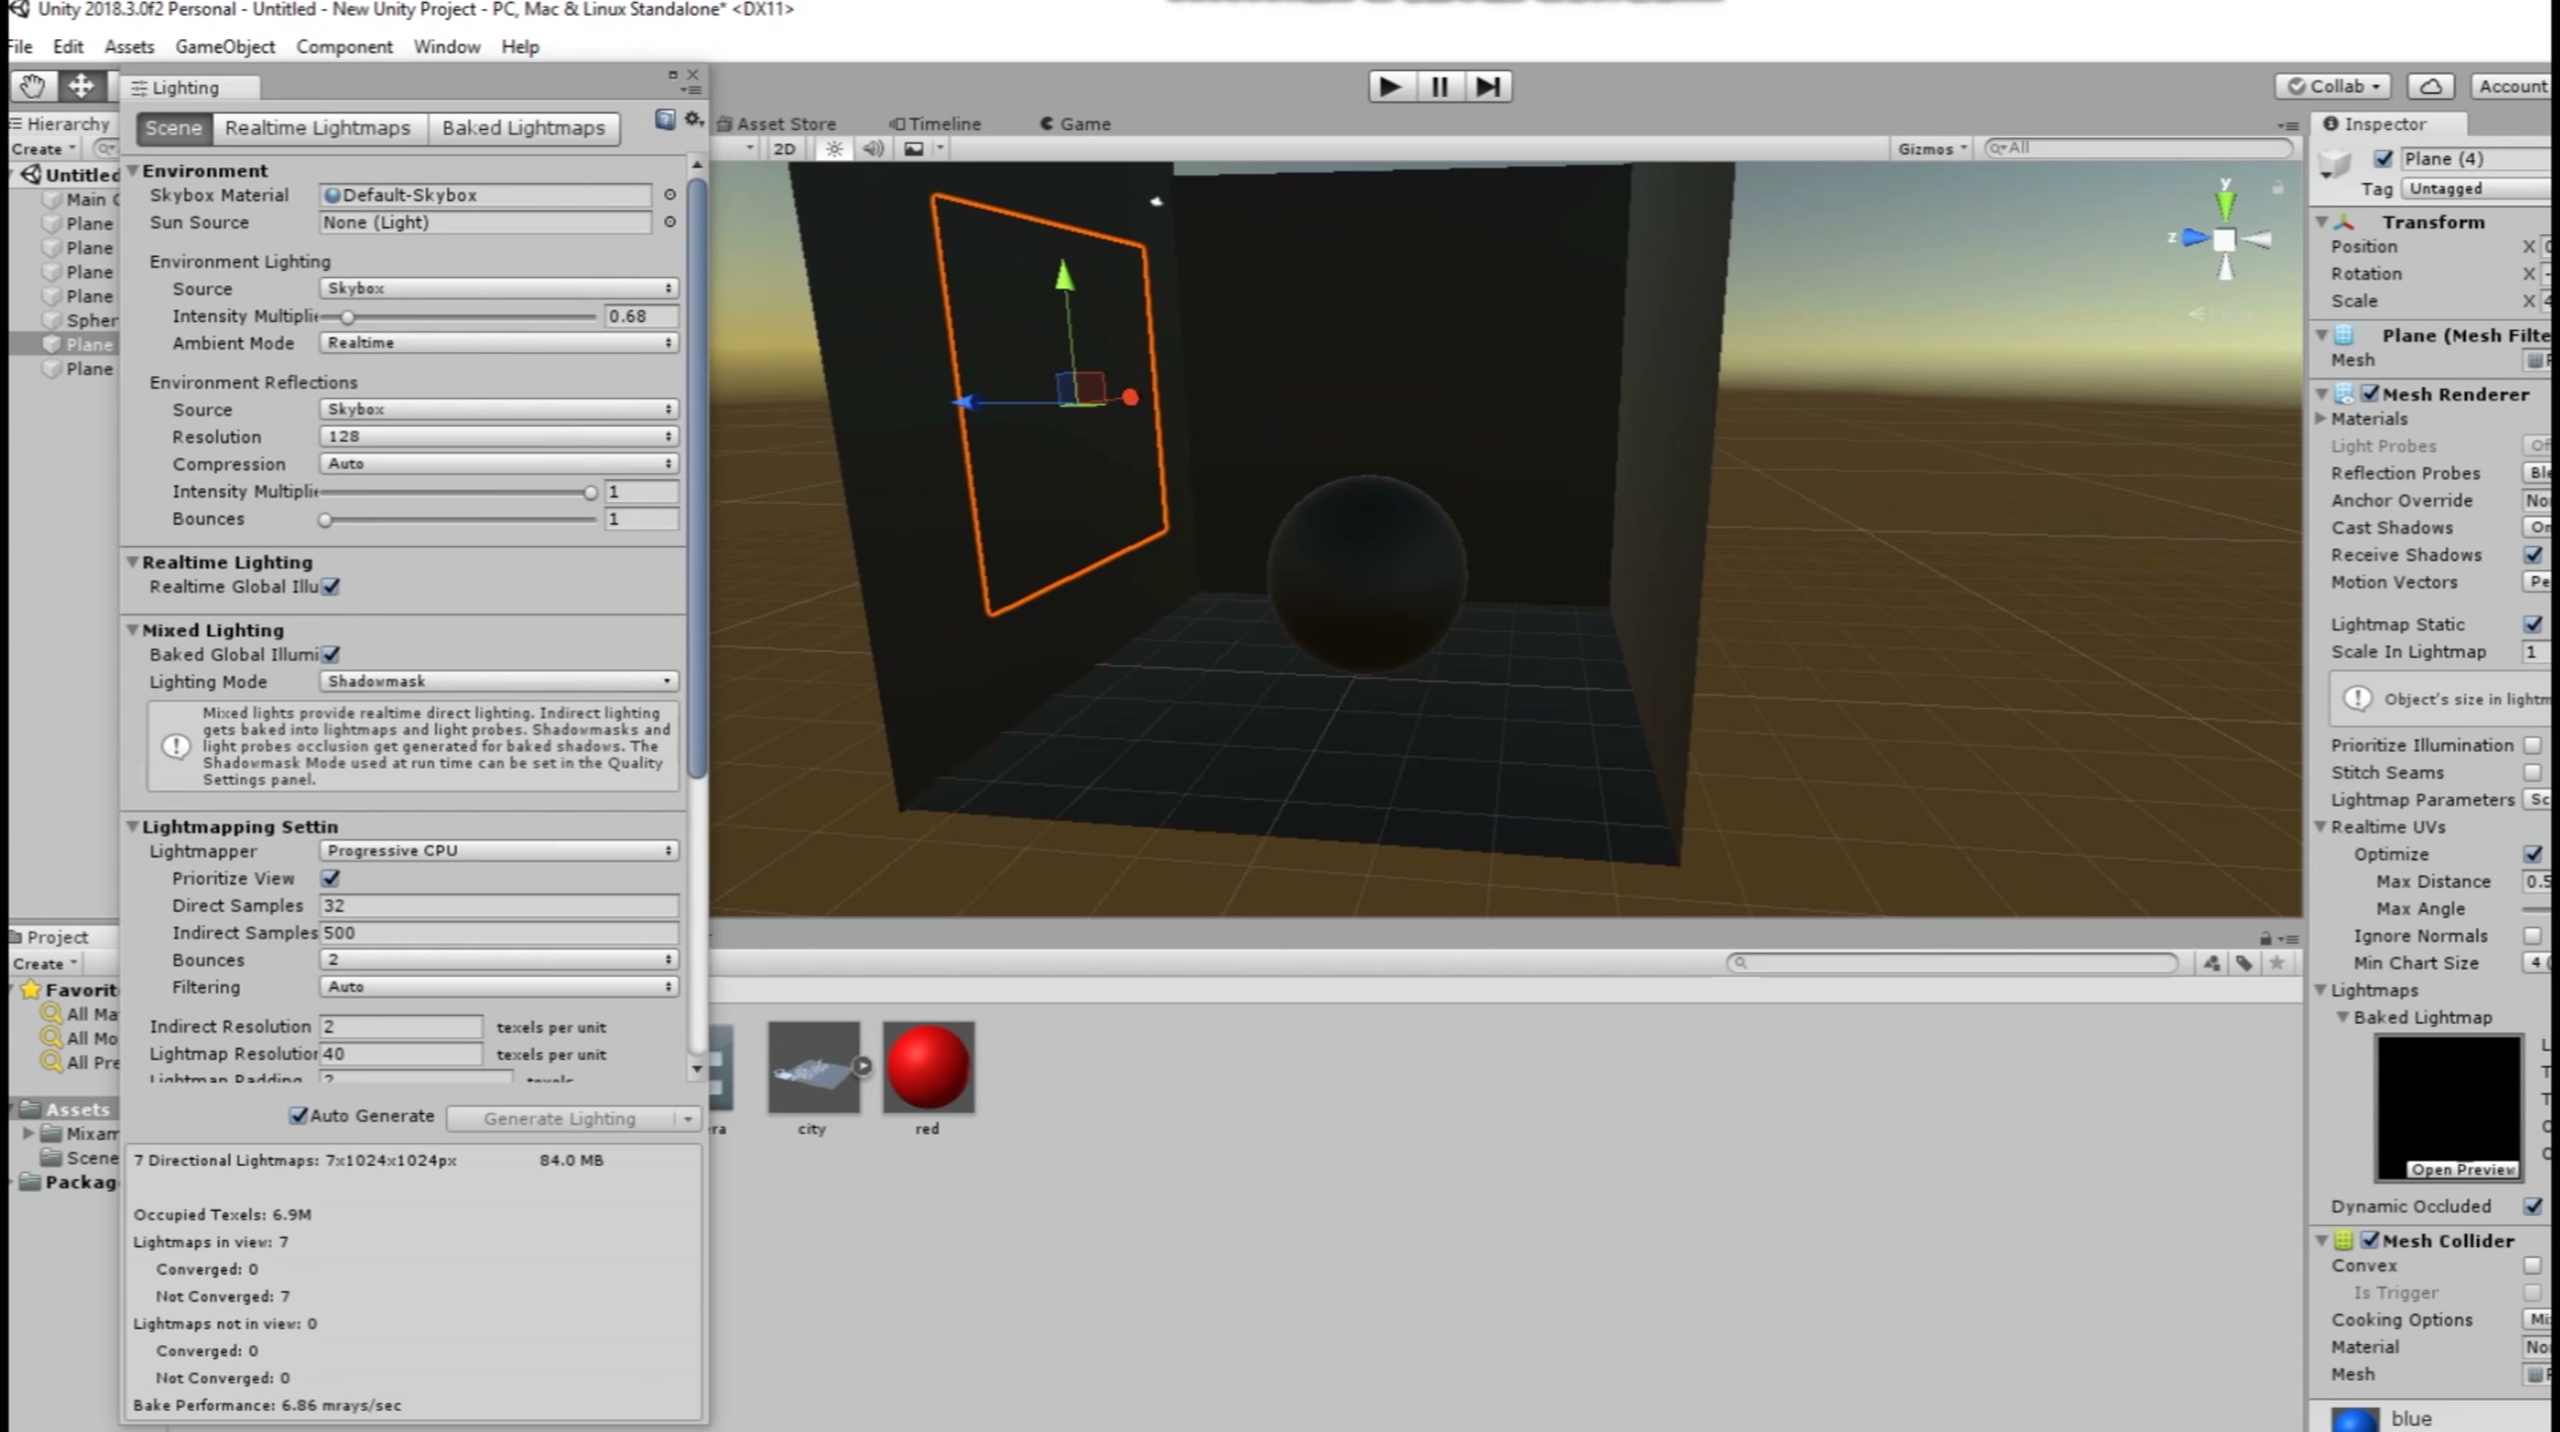 Unity 2018.3.0f2 Personal - Untitled - New Unity Project - PC, Mac & Linux Standalone* <DX11>
File Edit Assets GameObject Component Window Help
Lighting
Collab
Account
Hierarchy
Create
Scene Realtime Lightmaps Baked Lightmaps
Asset Store Timeline Game
2D
Gizmos
All
Inspector
Plane (4)
Tag Untagged
Untitled
Main C
Plane
Plane
Plane
Plane
Spher
Plane
Plane
Environment
Skybox Material Default-Skybox
Sun Source None (Light)
Environment Lighting
Source Skybox
Intensity Multiplie 0.68
Ambient Mode Realtime
Environment Reflections
Source Skybox
Resolution 128
Compression Auto
Intensity Multiplie 1
Bounces 1
Realtime Lighting
Realtime Global Illu
Mixed Lighting
Baked Global Illumi
Lighting Mode Shadowmask
Mixed lights provide realtime direct lighting. Indirect lighting
gets baked into lightmaps and light probes. Shadowmasks and
light probes occlusion get generated for baked shadows. The
Shadowmask Mode used at run time can be set in the Quality
Settings panel.
Lightmapping Settin
Lightmapper Progressive CPU
Prioritize View
Direct Samples 32
Indirect Samples 500
Bounces 2
Filtering Auto
Indirect Resolution 2 texels per unit
Lightmap Resolution 40 texels per unit
Lightmap Padding 2 texels
Auto Generate Generate Lighting
7 Directional Lightmaps: 7x1024x1024px 84.0 MB
Occupied Texels: 6.9M
Lightmaps in view: 7
Converged: 0
Not Converged: 7
Lightmaps not in view: 0
Converged: 0
Not Converged: 0
Bake Performance: 6.86 mrays/sec
y
z
Project
Create
Favorit
All Ma
All Mo
All Pre
Assets
Mixam
Scene
Packag
ra
city
red
Transform
Position X 0
Rotation X -
Scale X 4
Plane (Mesh Filte
Mesh
Mesh Renderer
Materials
Light Probes Of
Reflection Probes Ble
Anchor Override No
Cast Shadows On
Receive Shadows
Motion Vectors Pe
Lightmap Static
Scale In Lightmap 1
Object's size in lightm
Prioritize Illumination
Stitch Seams
Lightmap Parameters Sc
Realtime UVs
Optimize
Max Distance 0.5
Max Angle
Ignore Normals
Min Chart Size 4 (
Lightmaps
Baked Lightmap
Open Preview
Dynamic Occluded
Mesh Collider
Convex
Is Trigger
Cooking Options Mi
Material No
Mesh
blue